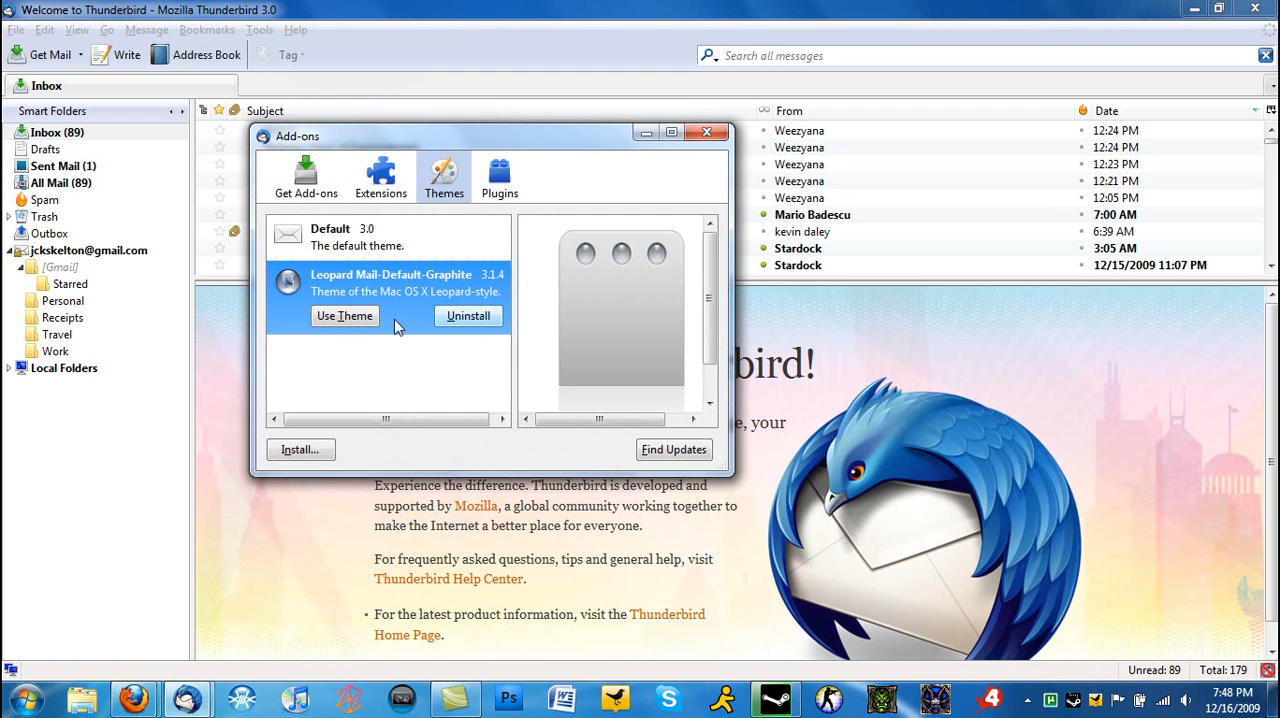 Welcome to Thunderbird - Mozilla Thunderbird 3.0
File Edit View Go Message Bookmarks Tools Help
Get Mail Write Address Book Tag Search all messages
Inbox
Smart Folders
Inbox (89)
Drafts
Sent Mail (1)
All Mail (89)
Spam
Trash
Outbox
jckskelton@gmail.com
[Gmail]
Starred
Personal
Receipts
Travel
Work
Local Folders
Subject From Date
Weezyana 12:24 PM
Weezyana 12:24 PM
Weezyana 12:23 PM
Weezyana 12:21 PM
Weezyana 12:05 PM
Mario Badescu 7:00 AM
kevin daley 6:39 AM
Stardock 3:05 AM
Stardock 12/15/2009 11:07 PM
Add-ons
Get Add-ons Extensions Themes Plugins
Default 3.0
The default theme.
Leopard Mail-Default-Graphite 3.1.4
Theme of the Mac OS X Leopard-style.
Use Theme Uninstall
Install... Find Updates
bird!
e, your
Experience the difference. Thunderbird is developed and
supported by Mozilla, a global community working together to
make the Internet a better place for everyone.
For frequently asked questions, tips and general help, visit
Thunderbird Help Center.
For the latest product information, visit the Thunderbird
Home Page.
Unread: 89 Total: 179
Ps W S 4 µ
7:48 PM
12/16/2009